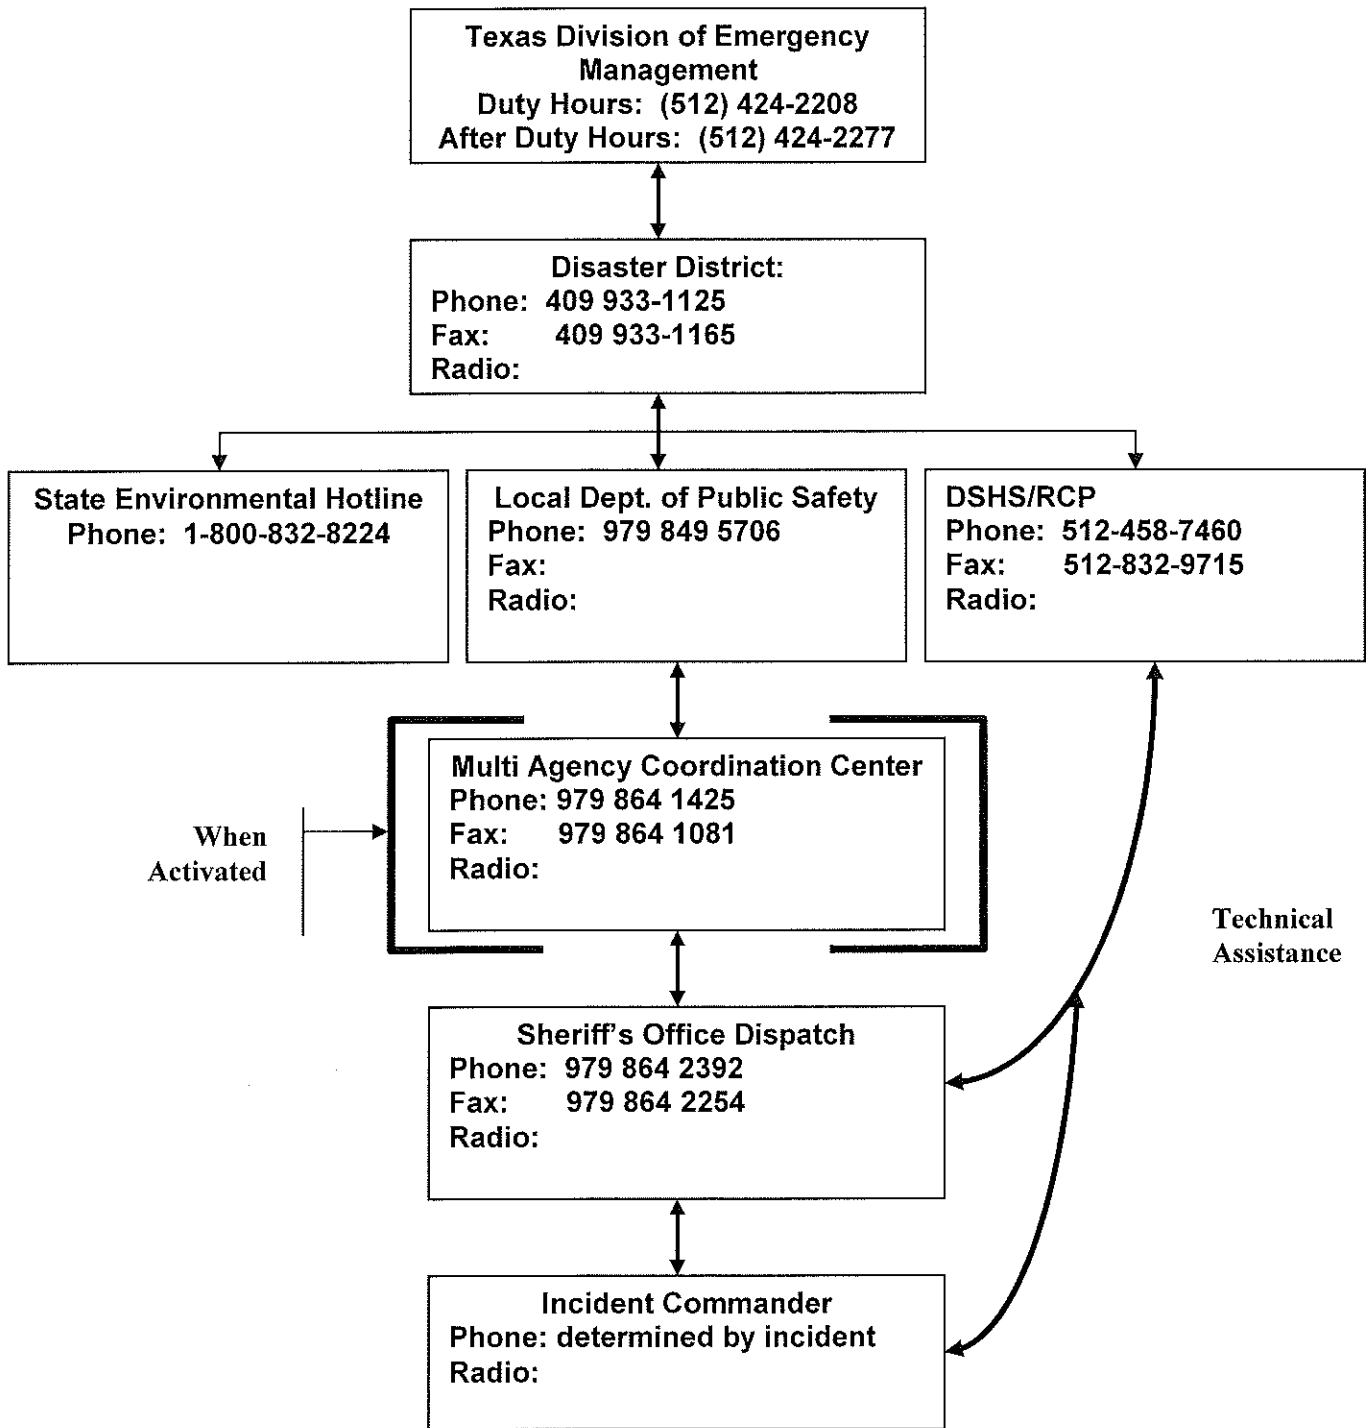 Texas Division of Emergency
Management
Duty Hours: (512) 424-2208
After Duty Hours: (512) 424-2277
Disaster District:
Phone: 409 933-1125
Fax: 409 933-1165
Radio:
State Environmental Hotline
Phone: 1-800-832-8224
Local Dept. of Public Safety
Phone: 979 849 5706
Fax:
Radio:
DSHS/RCP
Phone: 512-458-7460
Fax: 512-832-9715
Radio:
When
Activated
Multi Agency Coordination Center
Phone: 979 864 1425
Fax: 979 864 1081
Radio:
Technical
Assistance
Sheriff's Office Dispatch
Phone: 979 864 2392
Fax: 979 864 2254
Radio:
Incident Commander
Phone: determined by incident
Radio: